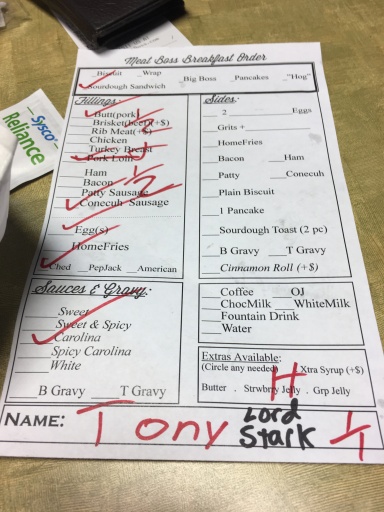 Meat Boss Breakfast Order
Biscuit Wrap Big Boss Pancakes "Hog"
Sourdough Sandwich
Fillings:
Butt(pork)
Brisket(beef)(+$)
Rib Meat(+$)
Chicken
Turkey Breast
Pork Loin
Ham
Bacon 1/2
Patty Sausage
Conecuh Sausage
Egg(s)
HomeFries
Ched PepJack American
Sides:
2 Eggs
Grits +
HomeFries
Bacon Ham
Patty Conecuh
Plain Biscuit
1 Pancake
Sourdough Toast (2 pc)
B Gravy T Gravy
Cinnamon Roll (+$)
Sauces & Gravy:
Sweet
Sweet & Spicy
Carolina
Spicy Carolina
White
B Gravy T Gravy
Coffee OJ
ChocMilk WhiteMilk
Fountain Drink
Water
Extras Available:
(Circle any needed) Xtra Syrup (+$)
Butter . Strwbrry Jelly . Grp Jelly
H
NAME: Tony Lord
Stark
Sysco
Reliance